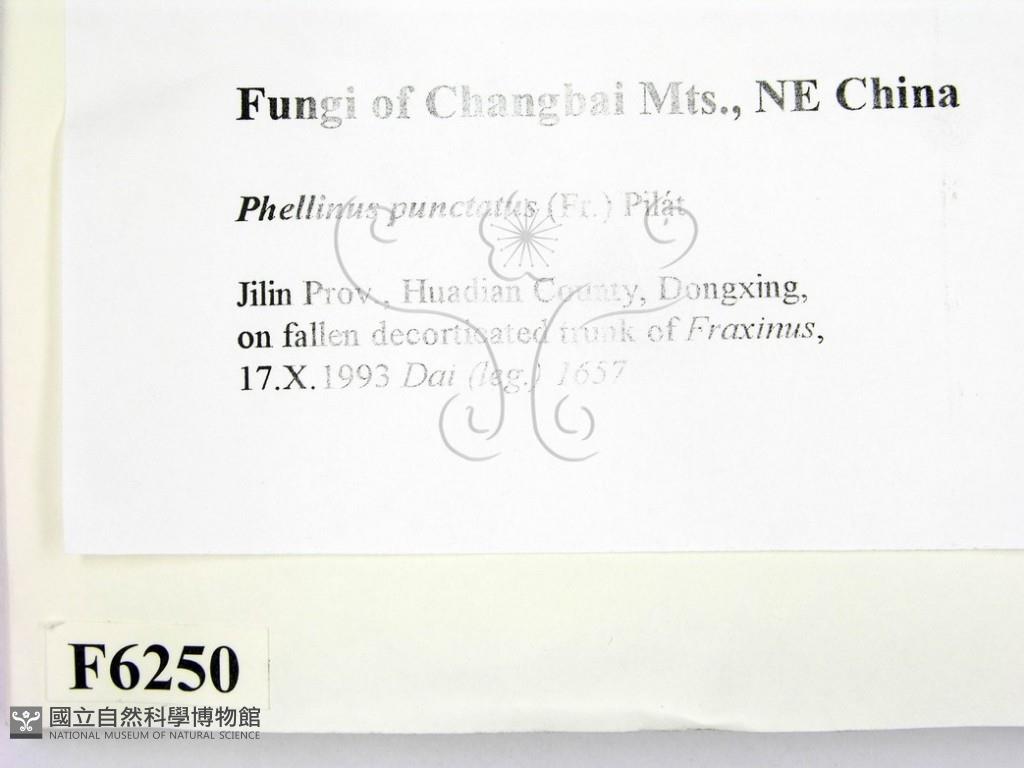 Fungi of Changbai Mts., NE China
Phellinus punctatus (Fr.) Pilát
Jilin Prov., Huadian County, Dongxing,
on fallen decorticated trunk of Fraxinus,
17.X.1993 Dai (leg.) 1657
F6250
國立自然科學博物館
NATIONAL MUSEUM OF NATURAL SCIENCE